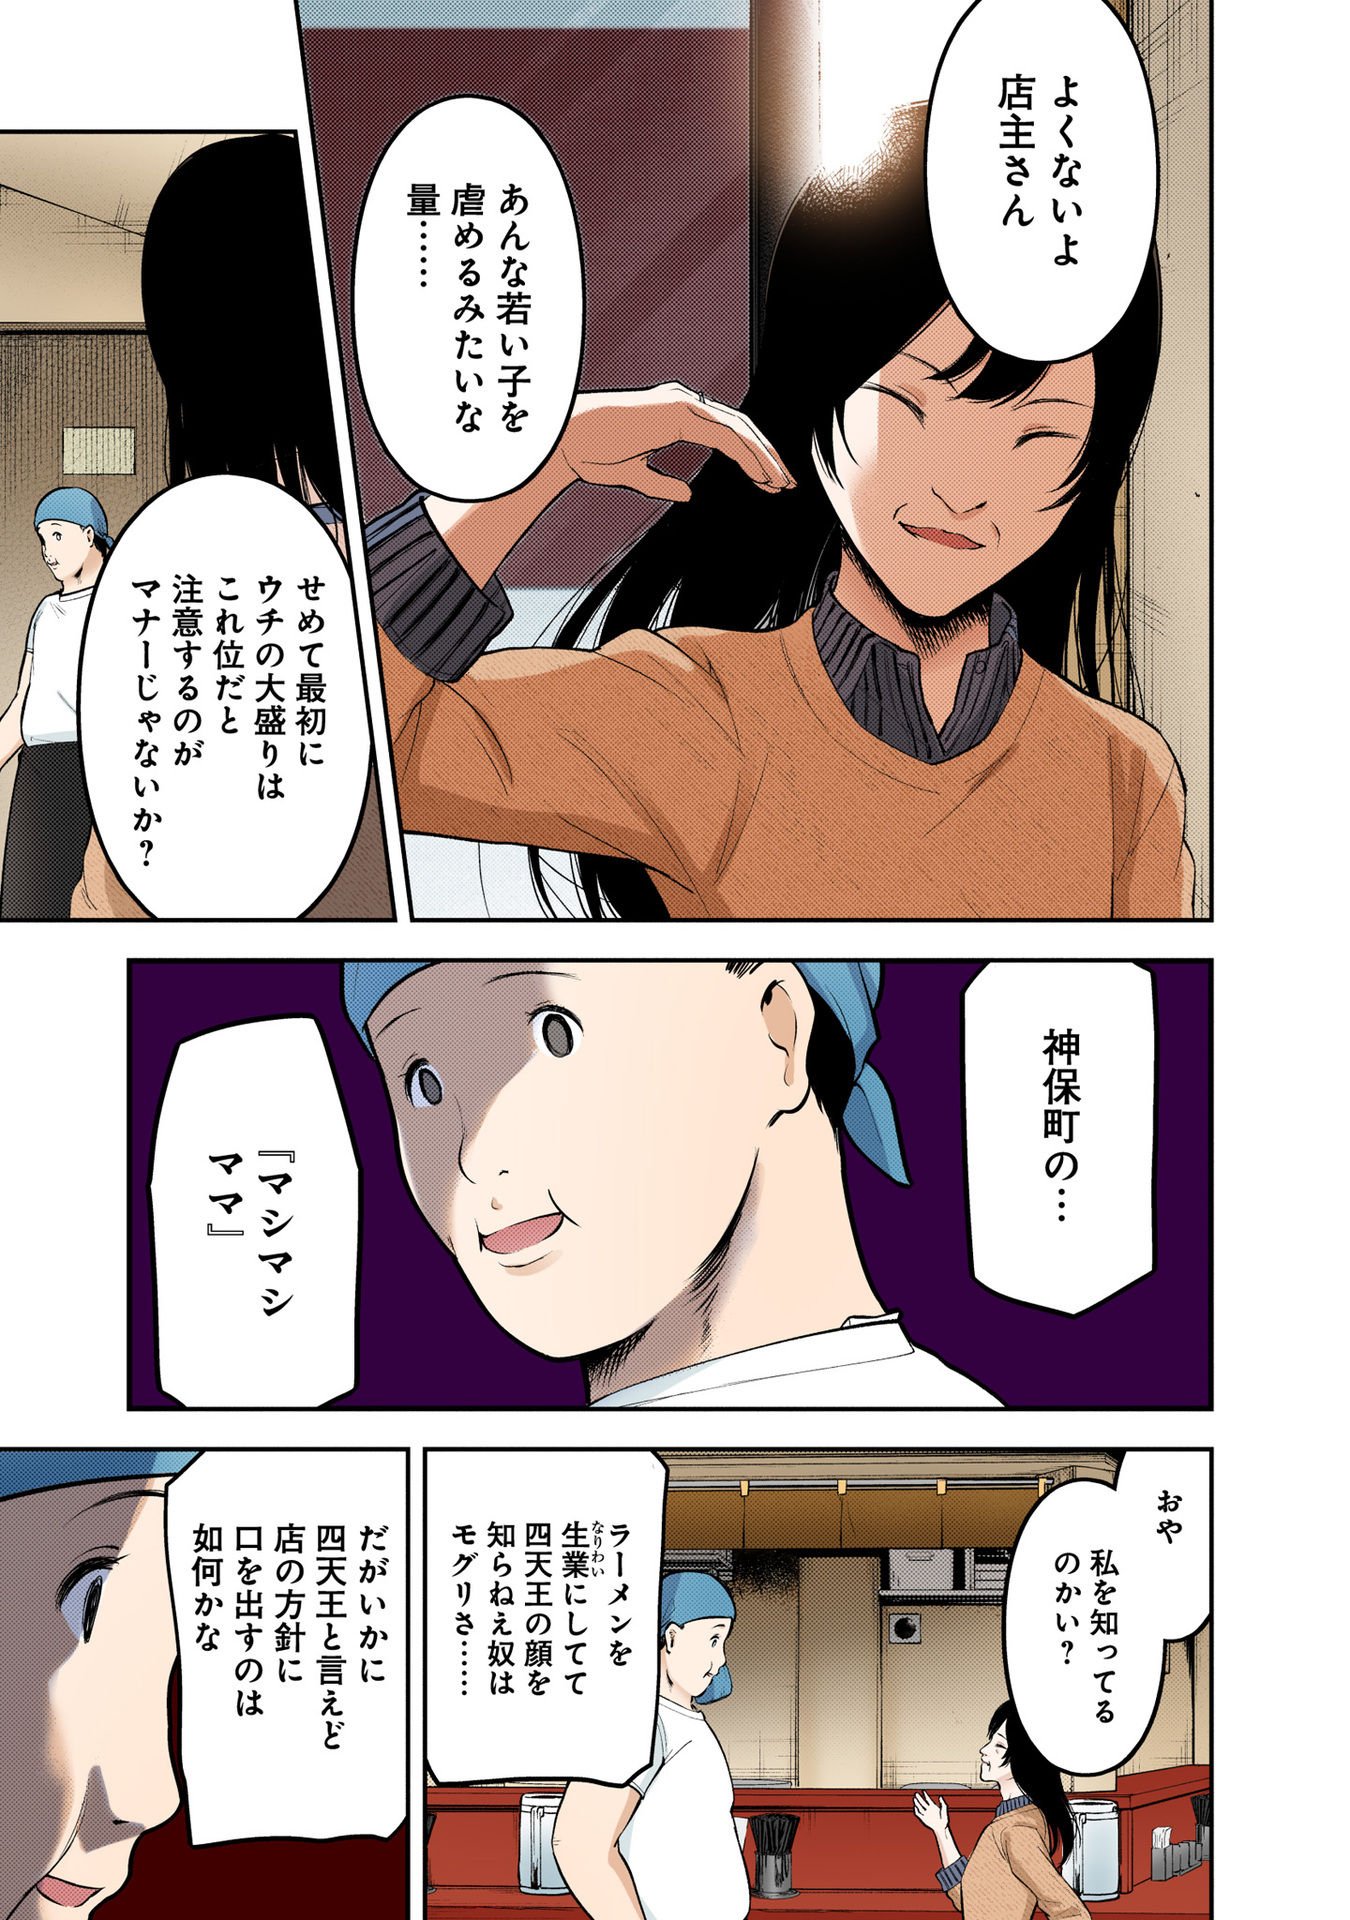 よくないよ
店主さん
あんな若い子を
虐めるみたいな
量……
せめて最初に
ウチの大盛りは
これ位だと
注意するのが
マナーじゃないか？
神保町の…
『マシマシ
ママ』
おや
私を知ってる
のかい？
ラーメンを
生業にしてて
なりわい
四天王の顔を
知らねえ奴は
モグリさ……
だがいかに
四天王と言えど
店の方針に
口を出すのは
如何かな